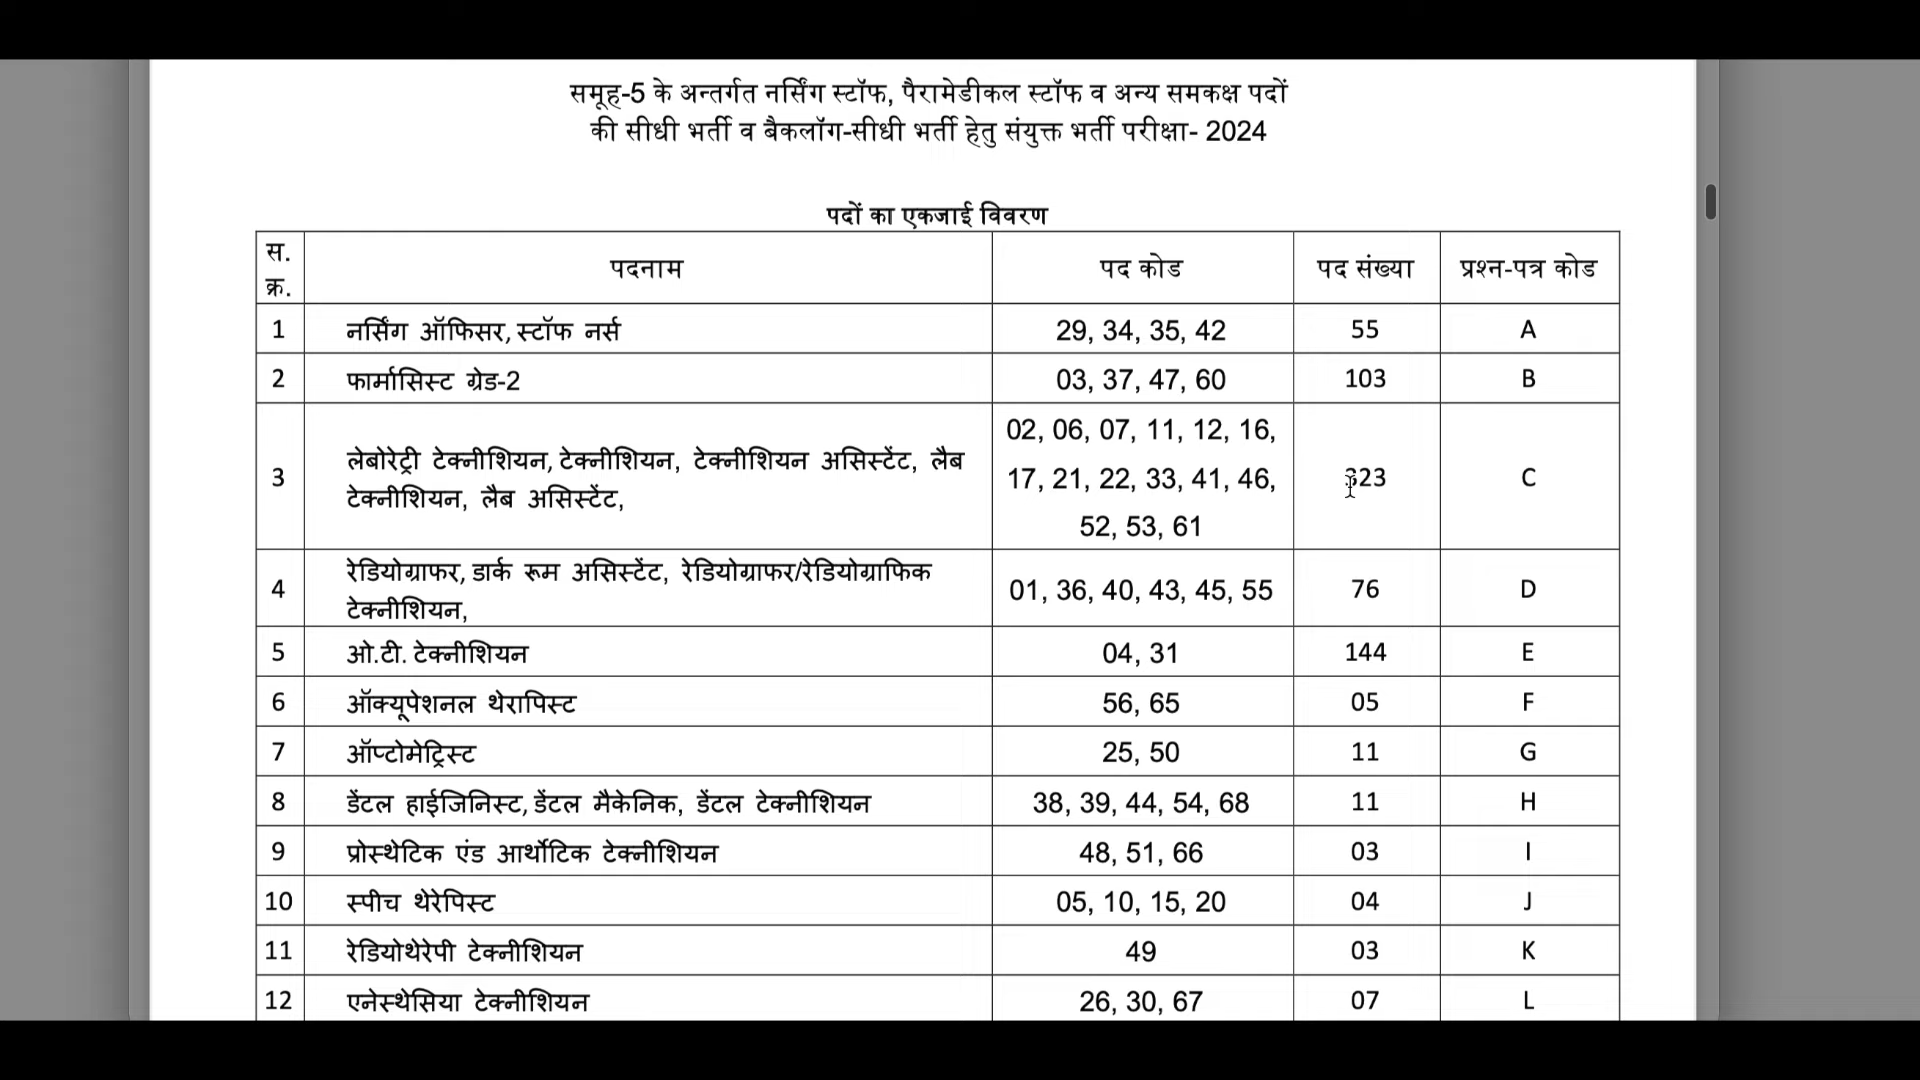 समूह-5 के अन्तर्गत नर्सिंग स्टॉफ, पैरामेडीकल स्टॉफ व अन्य समकक्ष पदों
की सीधी भर्ती व बैकलॉग-सीधी भर्ती हेतु संयुक्त भर्ती परीक्षा- 2024
पदों का एकजाई विवरण
स. क्र. पदनाम पद कोड पद संख्या प्रश्न-पत्र कोड
1 नर्सिंग ऑफिसर, स्टॉफ नर्स 29, 34, 35, 42 55 A
2 फार्मासिस्ट ग्रेड-2 03, 37, 47, 60 103 B
3 लेबोरेट्री टेक्नीशियन, टेक्नीशियन, टेक्नीशियन असिस्टेंट, लैब
टेक्नीशियन, लैब असिस्टेंट,
02, 06, 07, 11, 12, 16,
17, 21, 22, 33, 41, 46,
52, 53, 61
323 C
4 रेडियोग्राफर, डार्क रूम असिस्टेंट, रेडियोग्राफर/रेडियोग्राफिक
टेक्नीशियन,
01, 36, 40, 43, 45, 55 76 D
5 ओ.टी. टेक्नीशियन 04, 31 144 E
6 ऑक्यूपेशनल थेरापिस्ट 56, 65 05 F
7 ऑप्टोमेट्रिस्ट 25, 50 11 G
8 डेंटल हाईजिनिस्ट, डेंटल मैकेनिक, डेंटल टेक्नीशियन 38, 39, 44, 54, 68 11 H
9 प्रोस्थेटिक एंड आर्थोटिक टेक्नीशियन 48, 51, 66 03 I
10 स्पीच थेरेपिस्ट 05, 10, 15, 20 04 J
11 रेडियोथेरेपी टेक्नीशियन 49 03 K
12 एनेस्थेसिया टेक्नीशियन 26, 30, 67 07 L